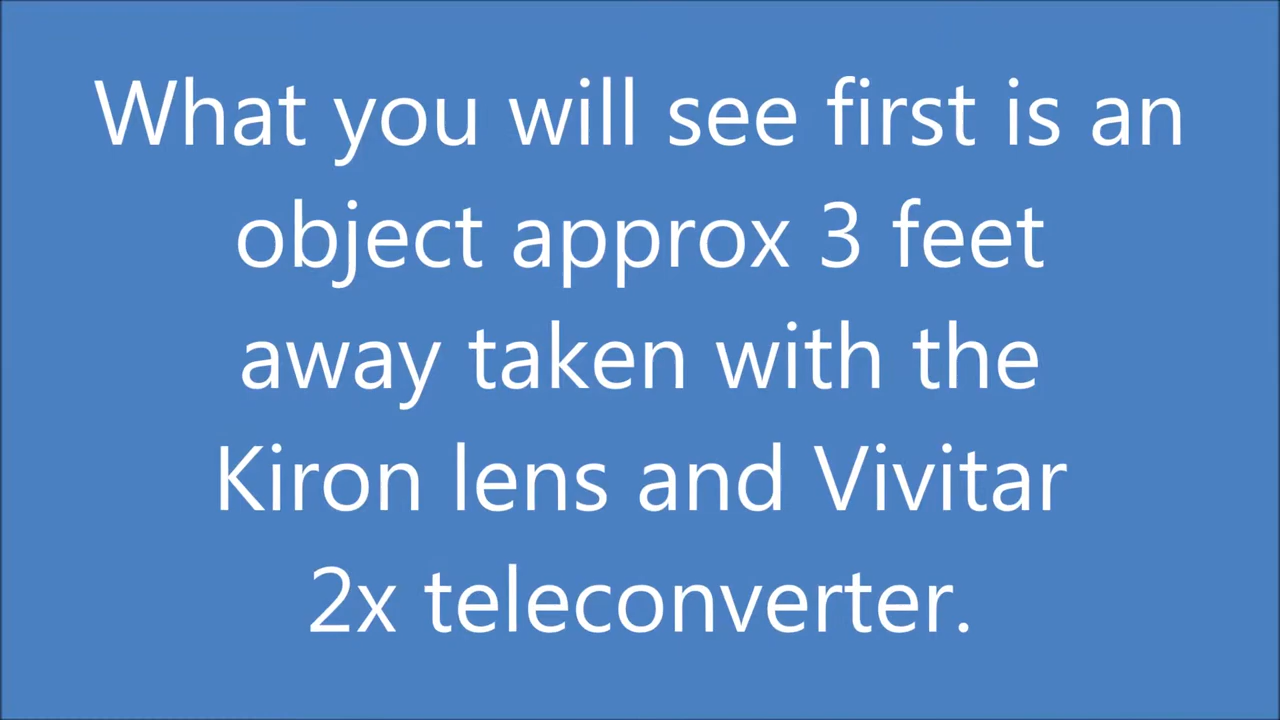 What you will see first is an
object approx 3 feet
away taken with the
Kiron lens and Vivitar
2x teleconverter.